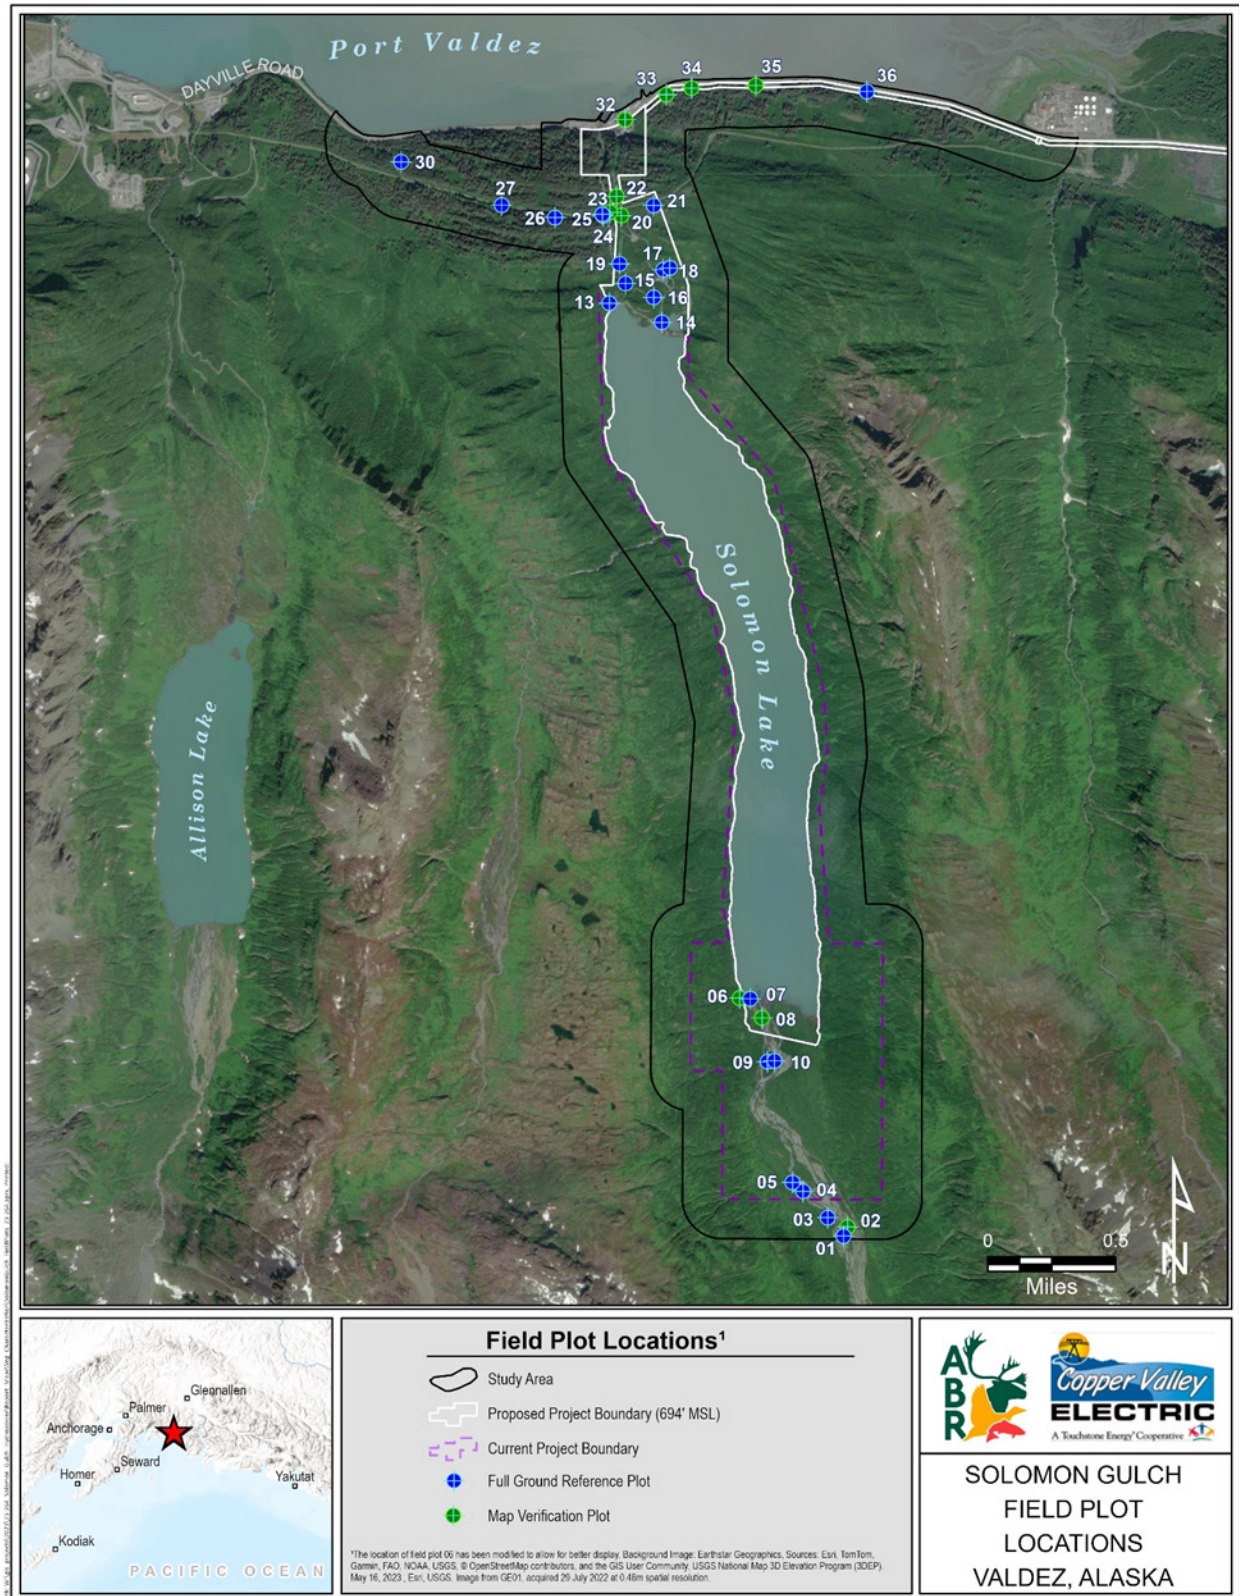 Port Valdez
DAYVILLE ROAD
33
34
35
36
32
30
27
22
23
21
26
25
20
24
17
19
18
15
16
13
14
Solomon Lake
Allison Lake
06
07
08
09
10
05
04
03
02
01
0
0.5
Miles
N
Glennallen
Palmer
Anchorage
Seward
Homer
Yakutat
Kodiak
PACIFIC OCEAN
Field Plot Locations¹
Study Area
Proposed Project Boundary (694' MSL)
Current Project Boundary
Full Ground Reference Plot
Map Verification Plot
¹The location of field plot 06 has been modified to allow for better display. Background Image: Earthstar Geographics, Sources: Esri, TomTom,
Garmin, FAO, NOAA, USGS, © OpenStreetMap contributors, and the GIS User Community, USGS National Map 3D Elevation Program (3DEP).
May 16, 2023., Esri, USGS. Image from GE01, acquired 29 July 2022 at 0.46m spatial resolution.
ABR
Copper Valley
ELECTRIC
A Touchstone Energy® Cooperative
SOLOMON GULCH
FIELD PLOT
LOCATIONS
VALDEZ, ALASKA